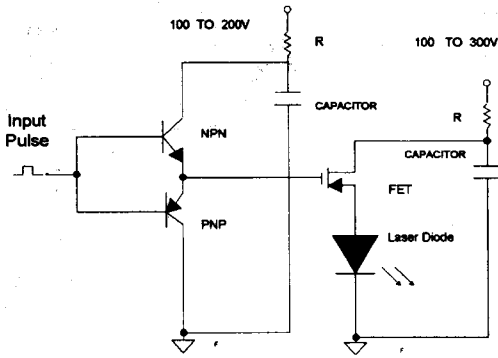 100 TO 200V
R
100 TO 300V
CAPACITOR
R
Input
Pulse
NPN
CAPACITOR
FET
PNP
Laser Diode
F
F